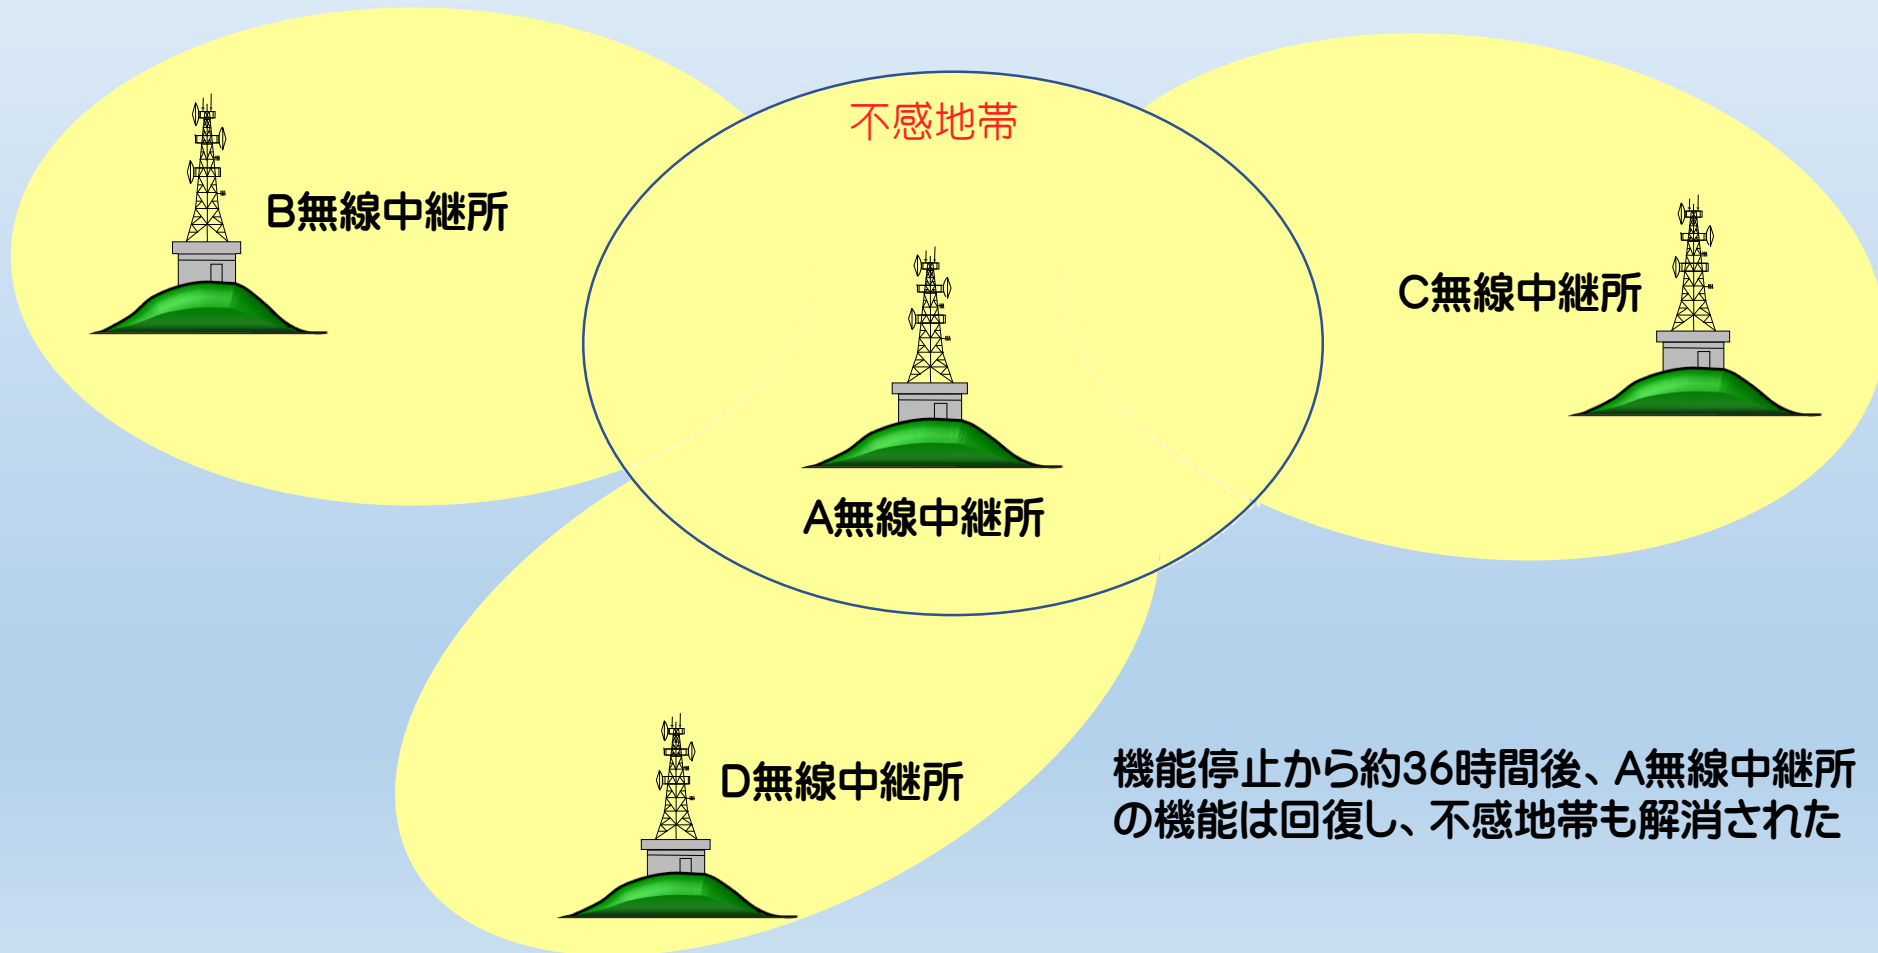 不感地帯
B無線中継所
C無線中継所
A無線中継所
D無線中継所
機能停止から約36時間後、A無線中継所
の機能は回復し、不感地帯も解消された